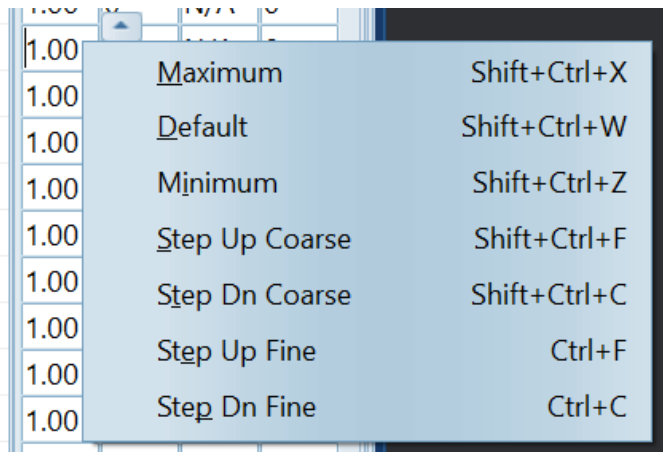 1.00 N/A
1.00
Maximum Shift+Ctrl+X
1.00
Default Shift+Ctrl+W
1.00
Minimum Shift+Ctrl+Z
1.00
Step Up Coarse Shift+Ctrl+F
1.00
Step Dn Coarse Shift+Ctrl+C
1.00
1.00
Step Up Fine Ctrl+F
1.00
Step Dn Fine Ctrl+C
1.00